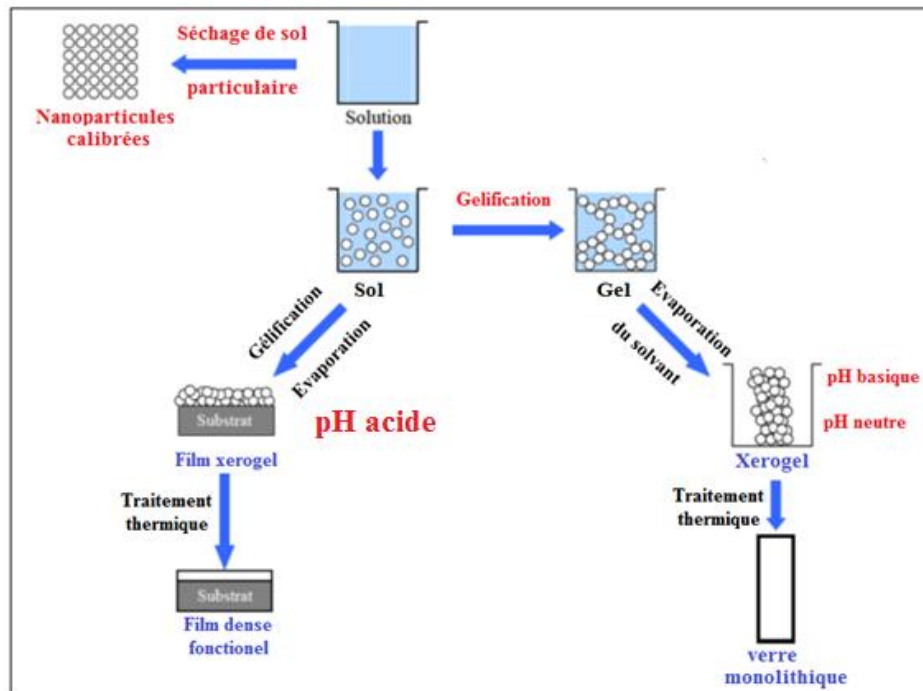 Séchage de sol
particulaire
Nanoparticules
calibrées
Solution
Gelification
Sol
Gel
Gélification
Evaporation
Evaporation
du solvant
Substrat
pH acide
pH basique
pH neutre
Film xerogel
Xerogel
Traitement
thermique
Traitement
thermique
Substrat
Film dense
fonctionel
verre
monolithique